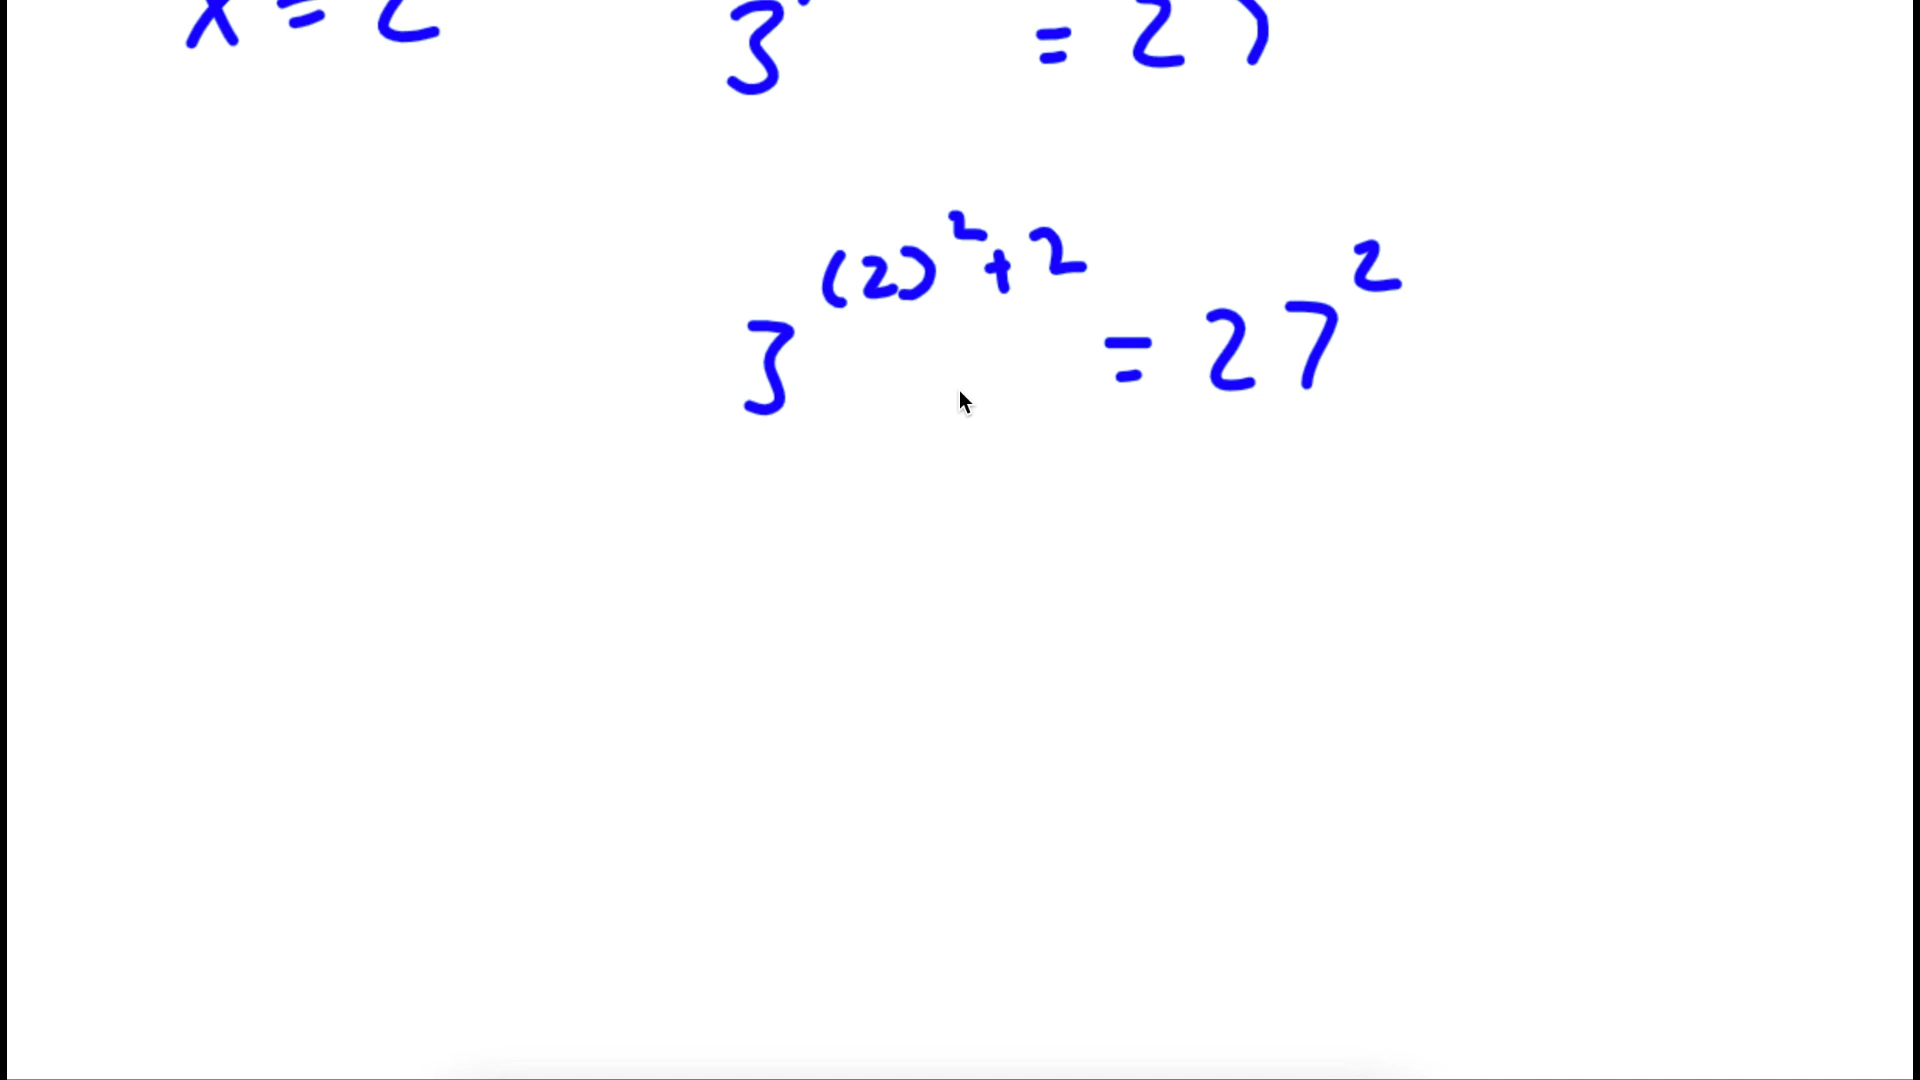 x = 2 3 = 27
3^{(2)^2+2} = 27^2